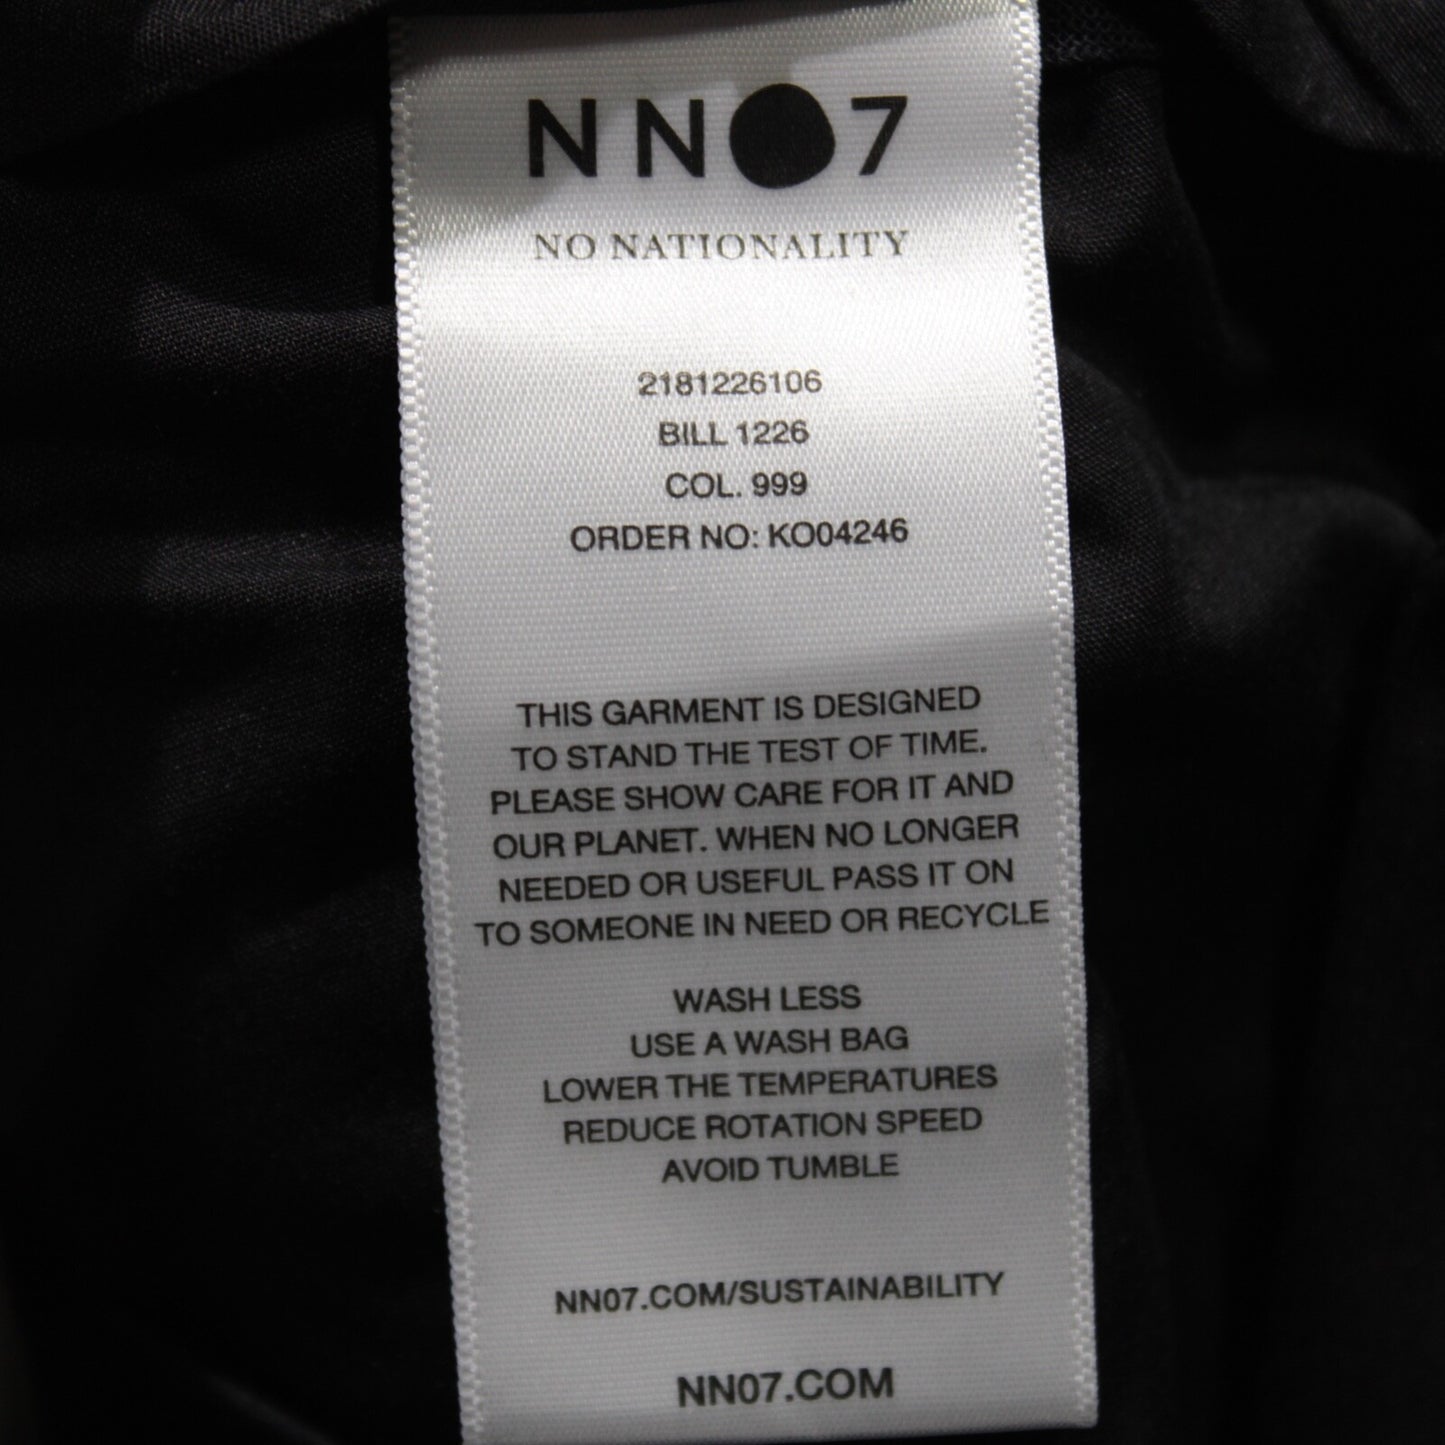 NN07
NO NATIONALITY
2181226106
BILL 1226
COL. 999
ORDER NO: KO04246
THIS GARMENT IS DESIGNED
TO STAND THE TEST OF TIME.
PLEASE SHOW CARE FOR IT AND
OUR PLANET. WHEN NO LONGER
NEEDED OR USEFUL PASS IT ON
TO SOMEONE IN NEED OR RECYCLE
WASH LESS
USE A WASH BAG
LOWER THE TEMPERATURES
REDUCE ROTATION SPEED
AVOID TUMBLE
NN07.COM/SUSTAINABILITY
NN07.COM